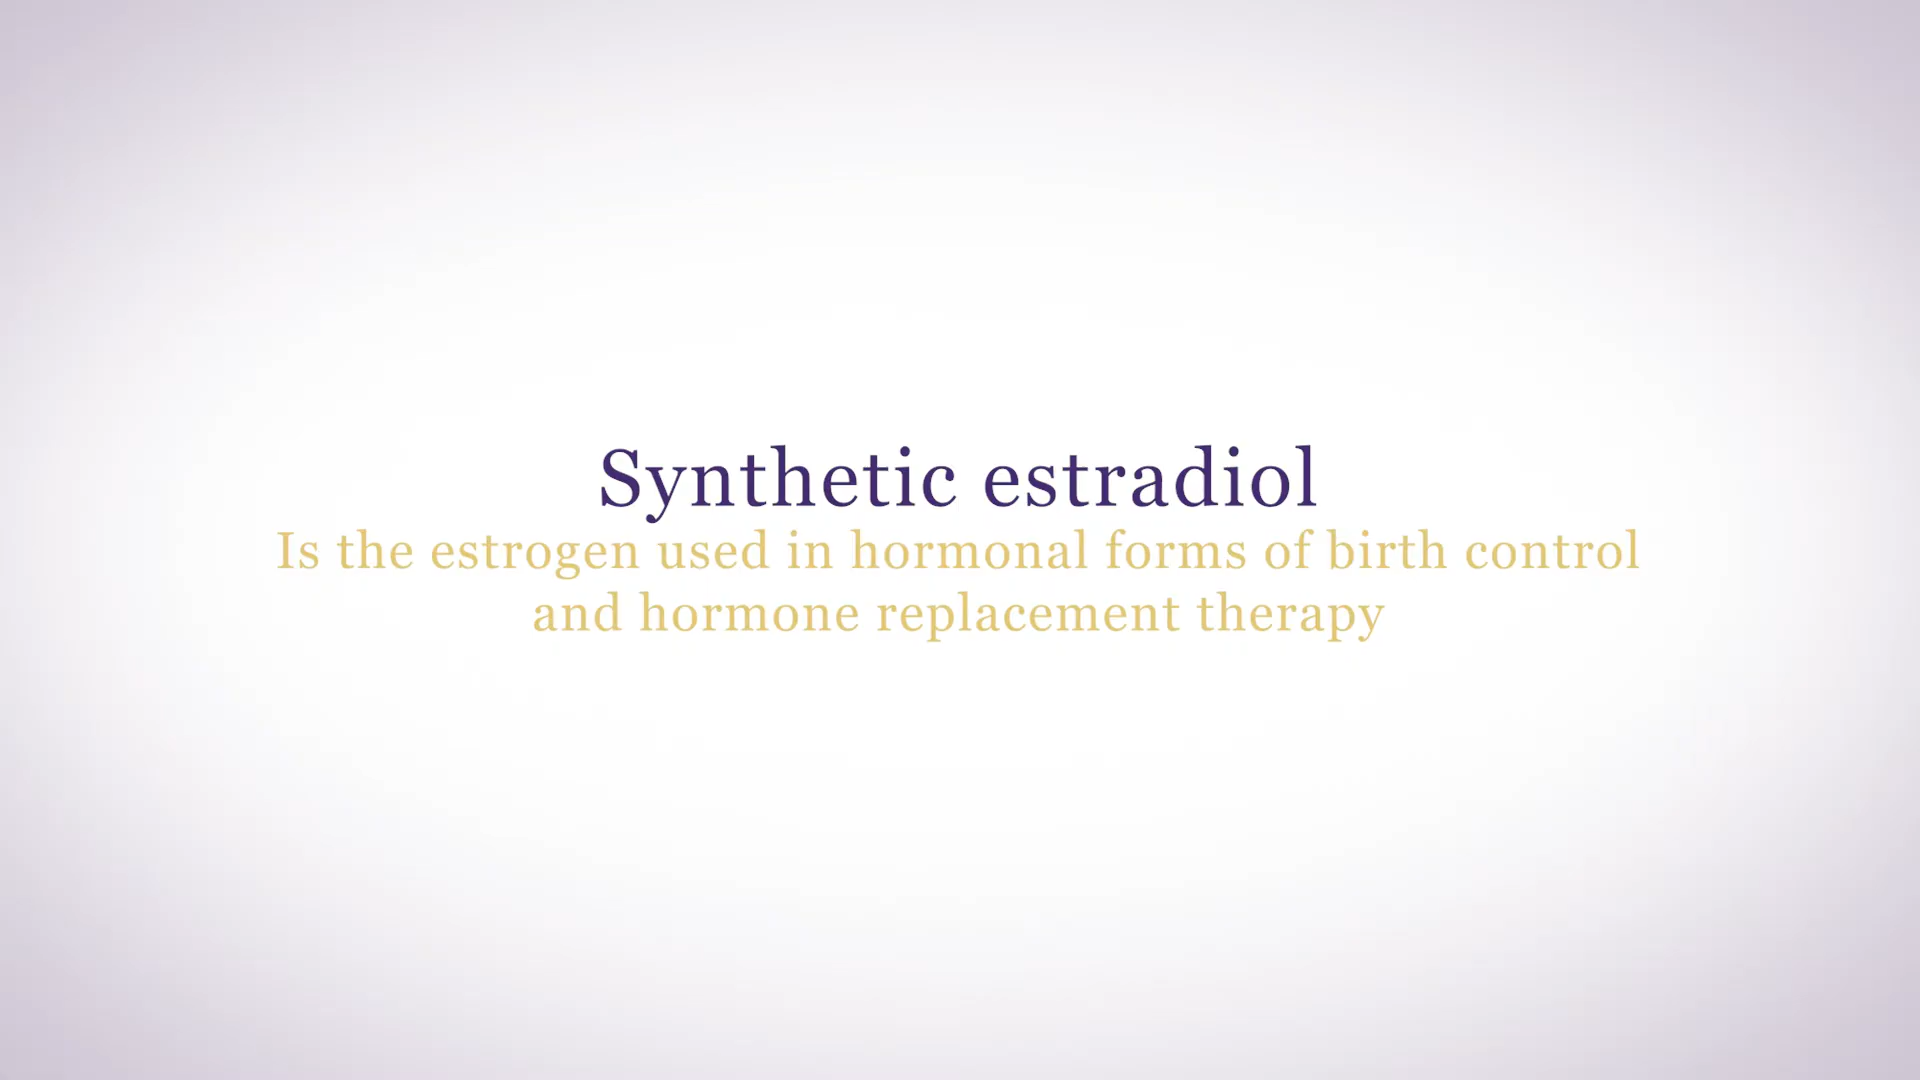 Synthetic estradiol
Is the estrogen used in hormonal forms of birth control
and hormone replacement therapy